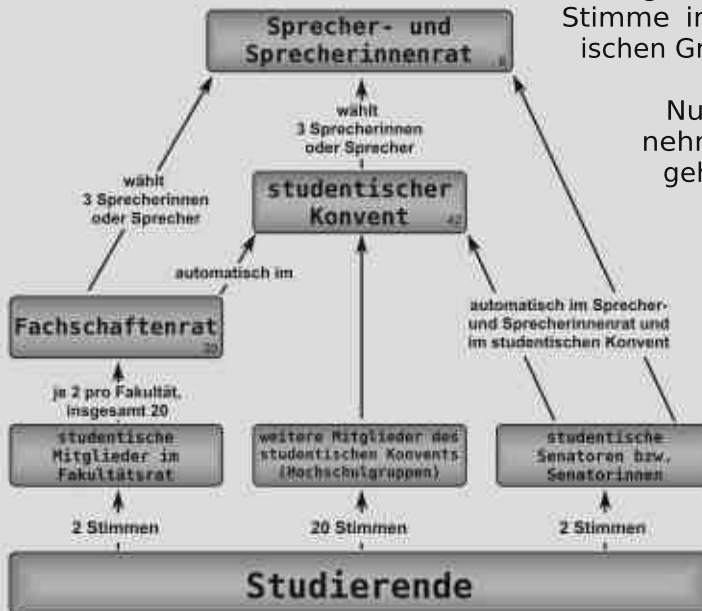 Stimme in
ischen Gr
Nu
nehm
geh
Sprecher- und
Sprecherinnenrat
8
wählt
3 Sprecherinnen
oder Sprecher
wählt
3 Sprecherinnen
oder Sprecher
studentischer
Konvent
42
automatisch im
Fachschaftenrat
20
automatisch im Sprecher-
und Sprecherinnenrat und
im studentischen Konvent
je 2 pro Fakultät,
insgesamt 20
studentische
Mitglieder im
Fakultätsrat
weitere Mitglieder des
studentischen Konvents
(Hochschulgruppen)
studentische
Senatoren bzw.
Senatorinnen
2 Stimmen
20 Stimmen
2 Stimmen
Studierende